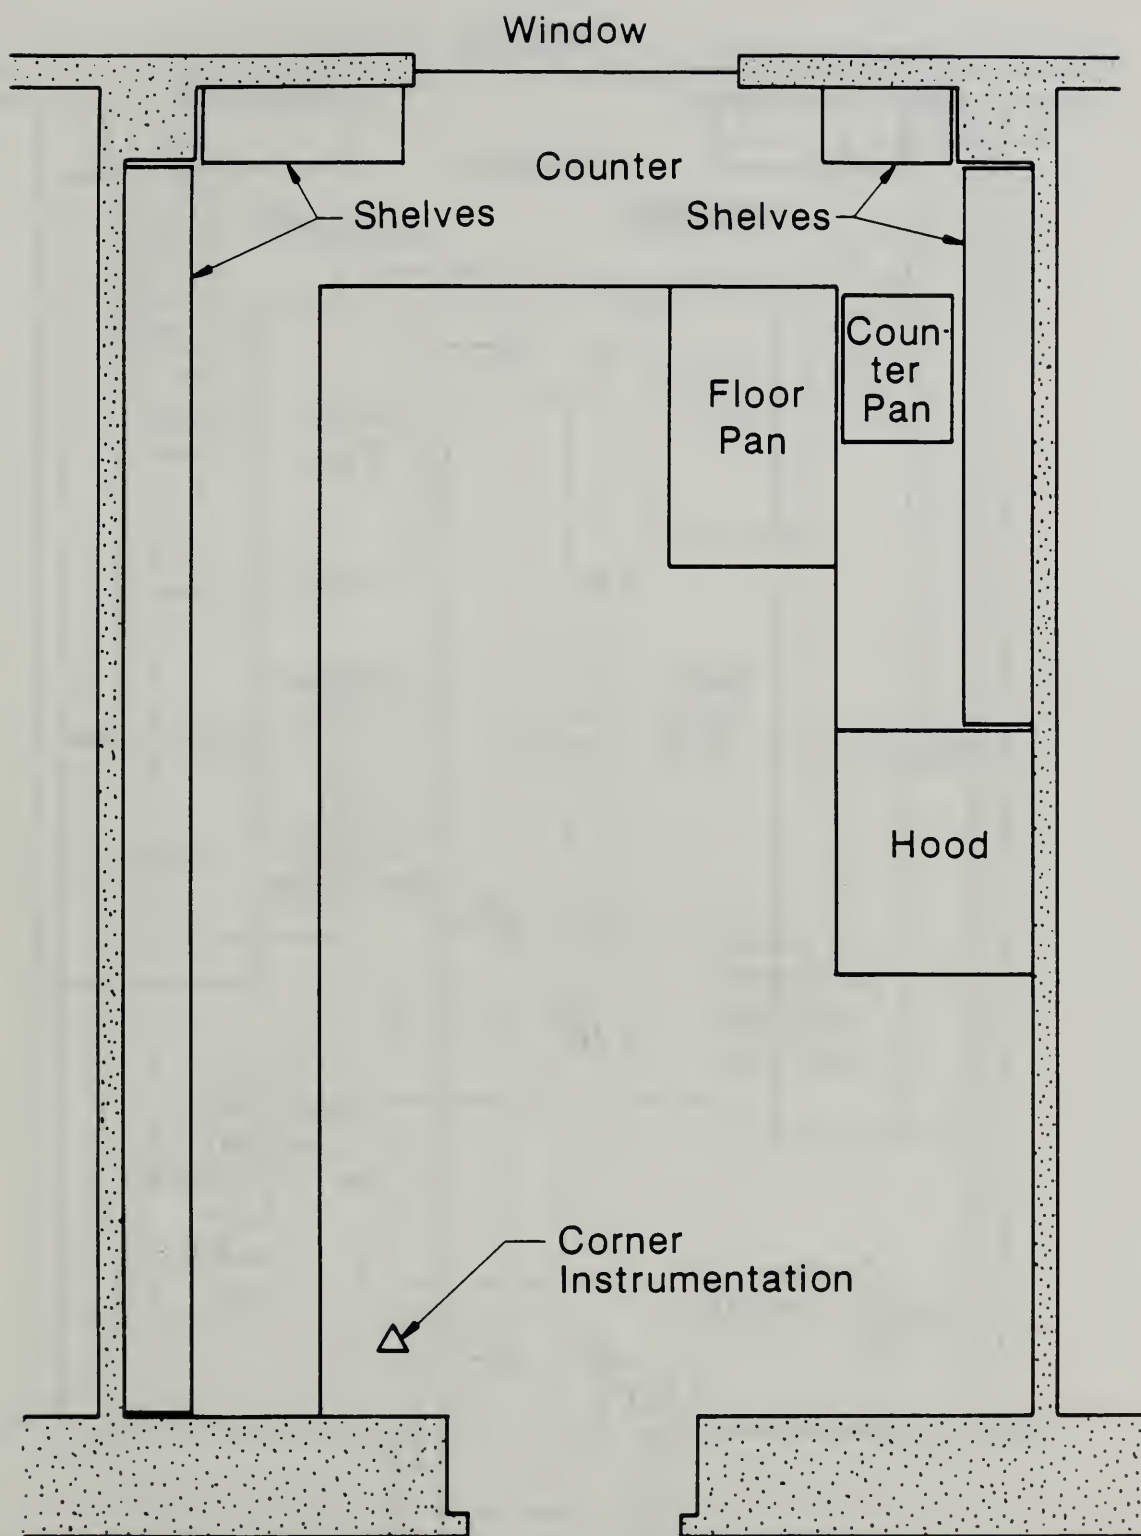 Window
Counter
Shelves
Shelves
Coun-
ter
Pan
Floor
Pan
Hood
Corner
Instrumentation